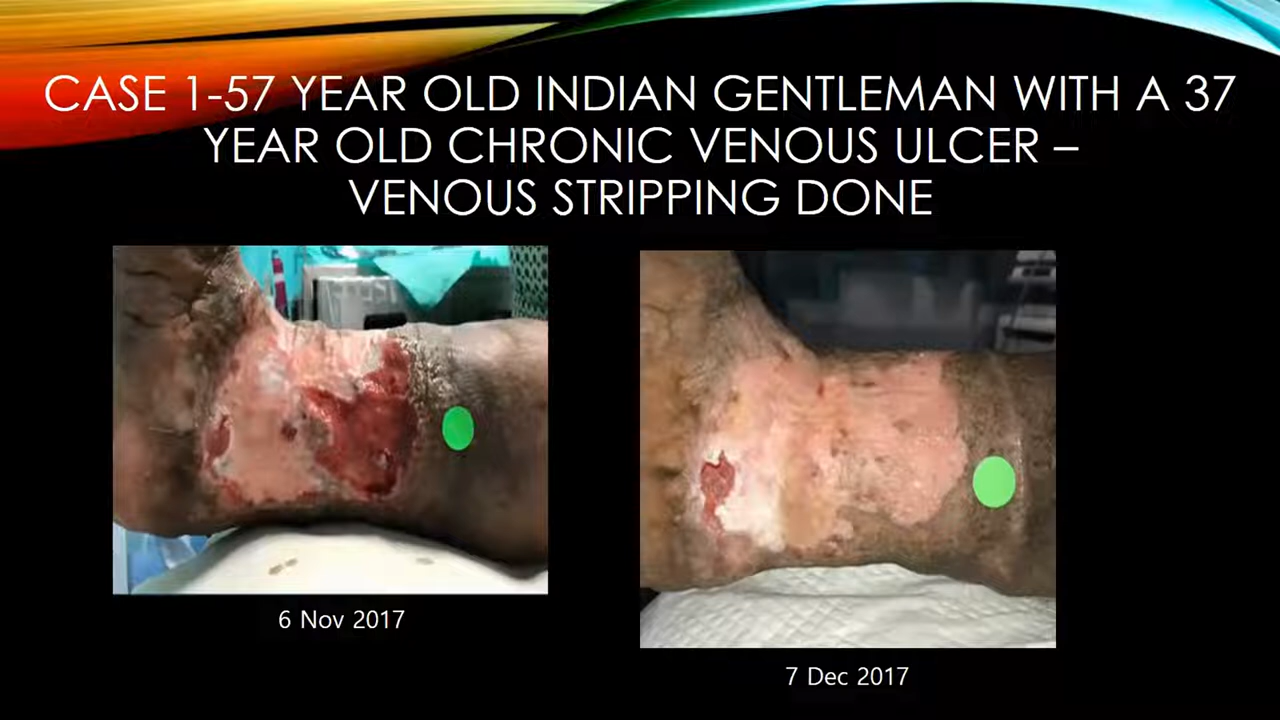 CASE 1-57 YEAR OLD INDIAN GENTLEMAN WITH A 37
YEAR OLD CHRONIC VENOUS ULCER –
VENOUS STRIPPING DONE
6 Nov 2017
7 Dec 2017